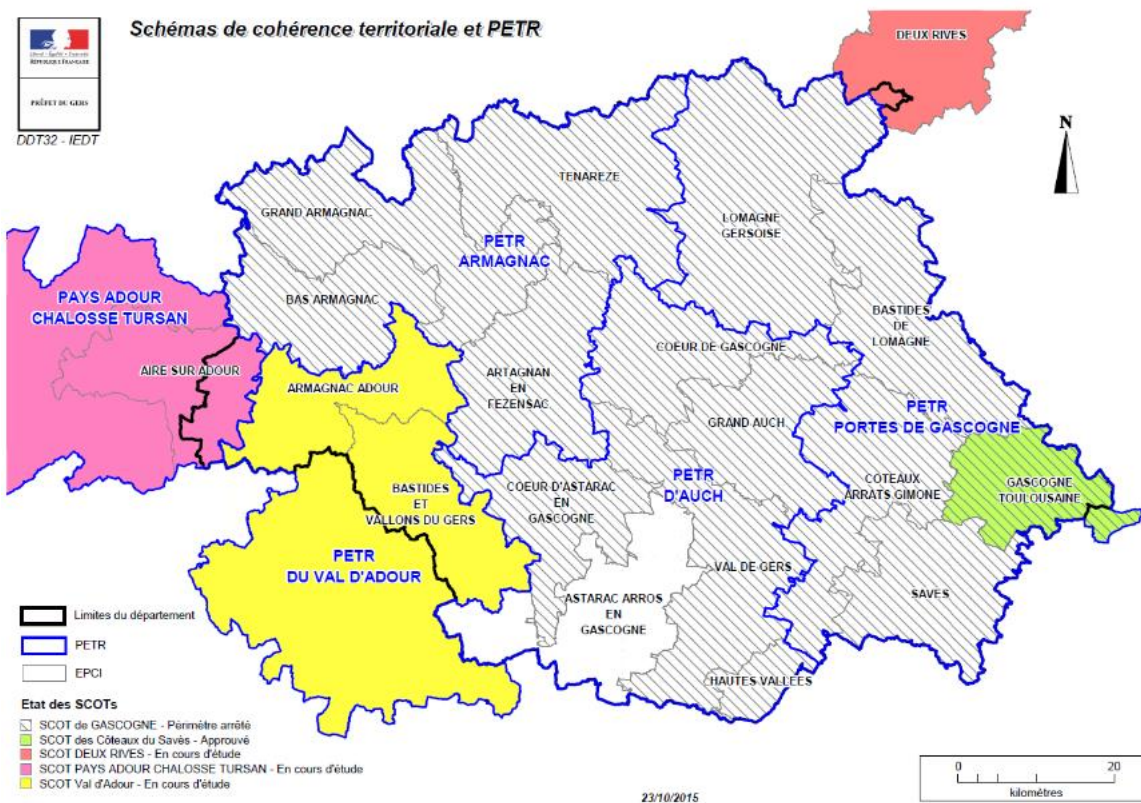 Schémas de cohérence territoriale et PETR
RÉPUBLIQUE FRANÇAISE
PRÉFET DU GERS
DDT32 - IEDT
DEUX RIVES
N
TENAREZE
GRAND ARMAGNAC
LOMAGNE
GERSOISE
PETR
ARMAGNAC
PAYS ADOUR
CHALOSSE TURSAN
BAS ARMAGNAC
BASTIDES
DE
LOMAGNE
COEUR DE GASCOGNE
AIRE SUR ADOUR
ARMAGNAC ADOUR
ARTAGNAN
EN
FEZENSAC
GRAND AUCH
PETR
PORTES DE GASCOGNE
BASTIDES
ET
VALLONS DU GERS
COEUR D'ASTARAC
EN
GASCOGNE
PETR
D'AUCH
COTEAUX
ARRATS GIMONE
GASCOGNE
TOULOUSAINE
PETR
DU VAL D'ADOUR
VAL DE GERS
ASTARAC ARROS
EN
GASCOGNE
SAVES
HAUTES VALLÉES
Limites du département
PETR
EPCI
Etat des SCOTs
SCOT de GASCOGNE - Périmètre arrêté
SCOT des Côteaux du Savès - Approuvé
SCOT DEUX RIVES - En cours d'étude
SCOT PAYS ADOUR CHALOSSE TURSAN - En cours d'étude
SCOT Val d'Adour - En cours d'étude
23/10/2015
0 20
kilomètres